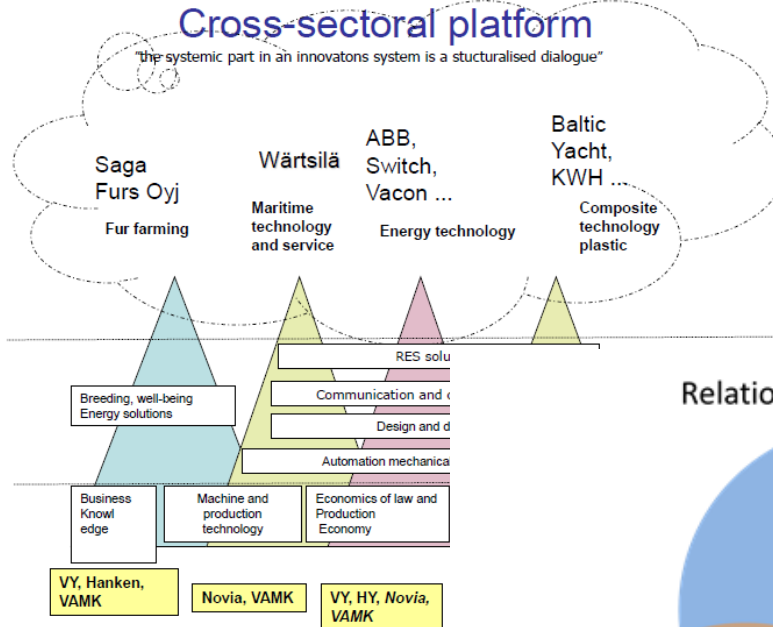 Cross-sectoral platform
"the systemic part in an innovatons system is a stucturalised dialogue"
Saga
Furs Oyj
Wärtsilä
ABB,
Switch,
Vacon ...
Baltic
Yacht,
KWH ...
Fur farming
Maritime
technology
and service
Energy technology
Composite
technology
plastic
RES solu
Breeding, well-being
Energy solutions
Communication and
Design and d
Automation mechanica
Business
Knowl
edge
Machine and
production
technology
Economics of law and
Production
Economy
VY, Hanken,
VAMK
Novia, VAMK
VY, HY, Novia,
VAMK
Relatio